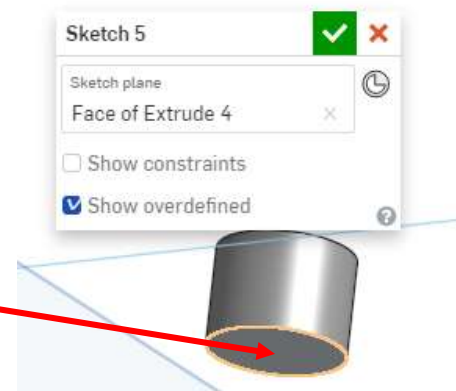 Sketch 5
Sketch plane
Face of Extrude 4
Show constraints
Show overdefined